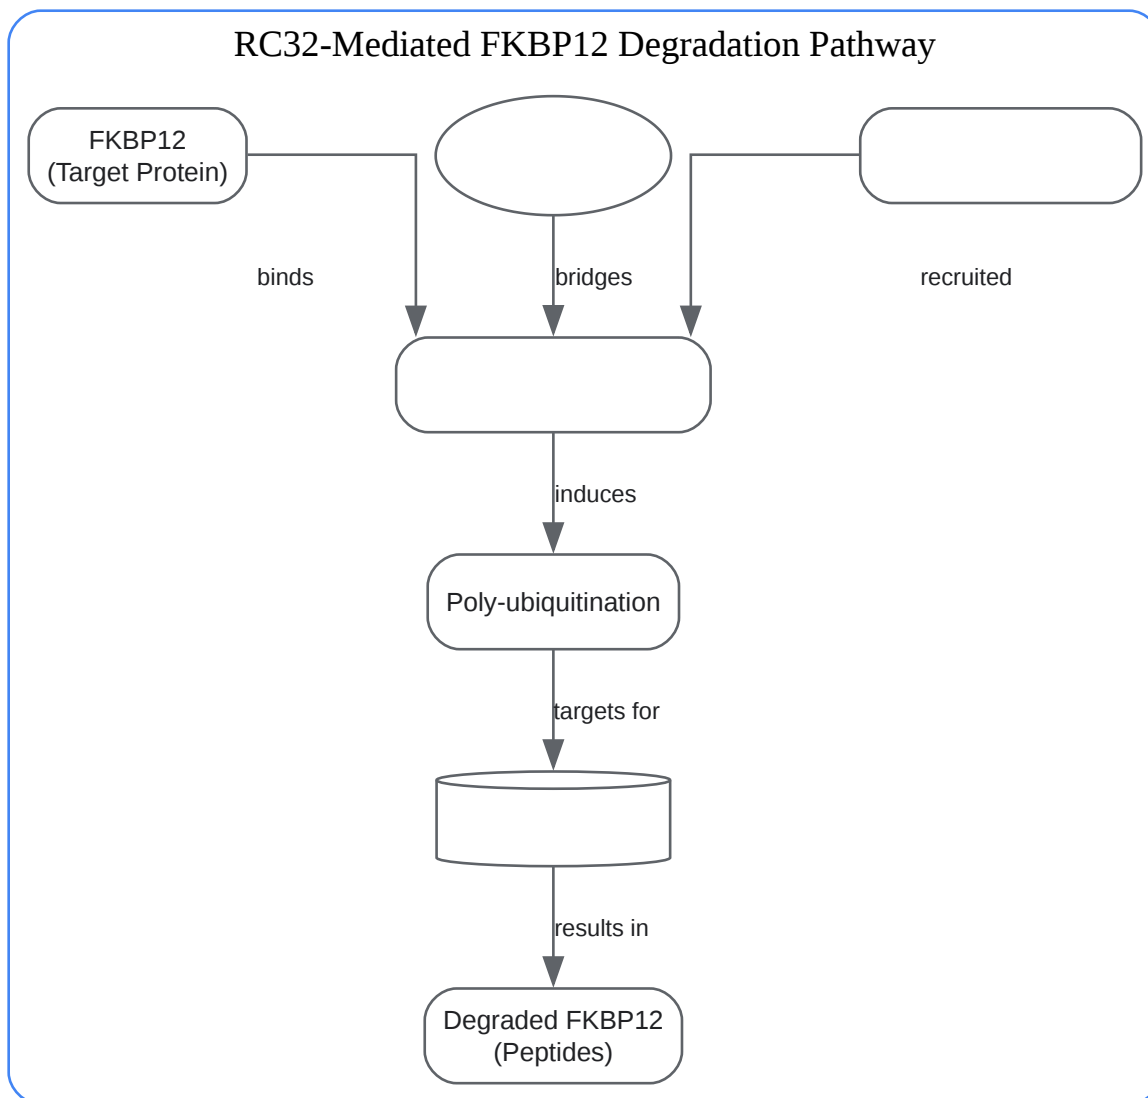 RC32-Mediated FKBP12 Degradation Pathway
FKBP12
(Target Protein)
binds
bridges
recruited
induces
Poly-ubiquitination
targets for
results in
Degraded FKBP12
(Peptides)